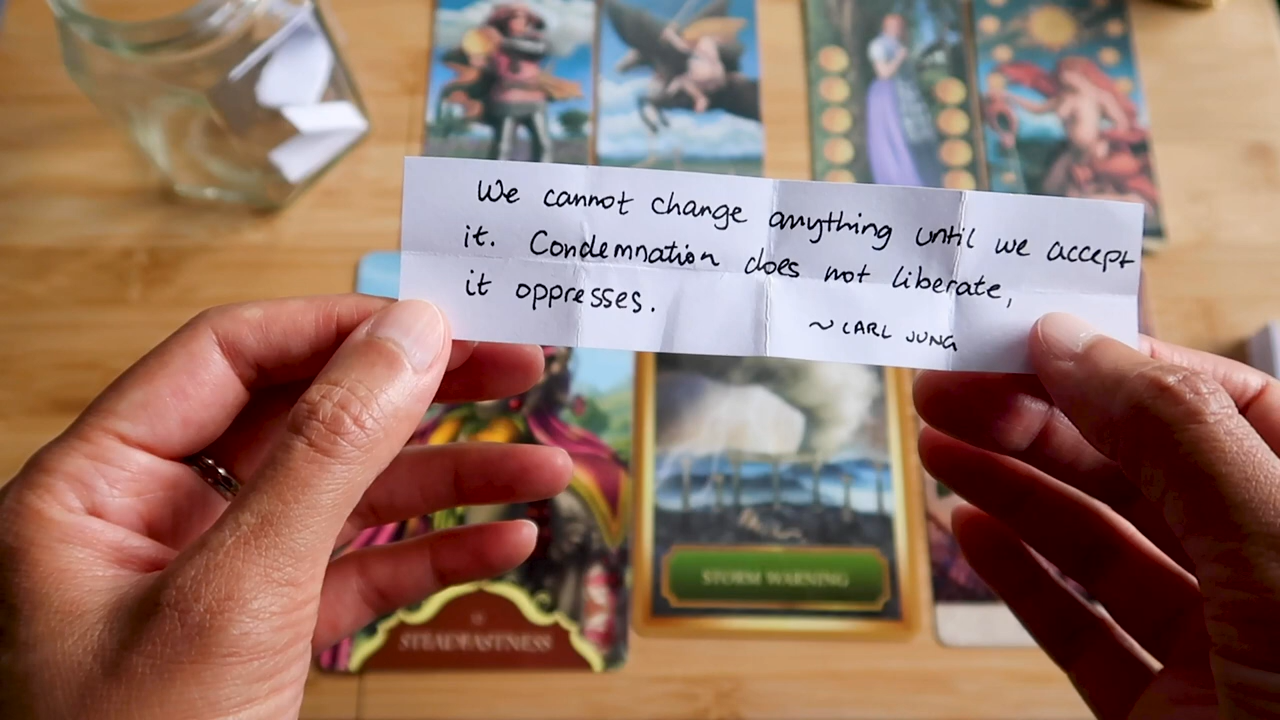 We cannot change anything until we accept
it. Condemnation does not liberate,
it oppresses.
~ CARL JUNG
STEADFASTNESS
STORM WARNING